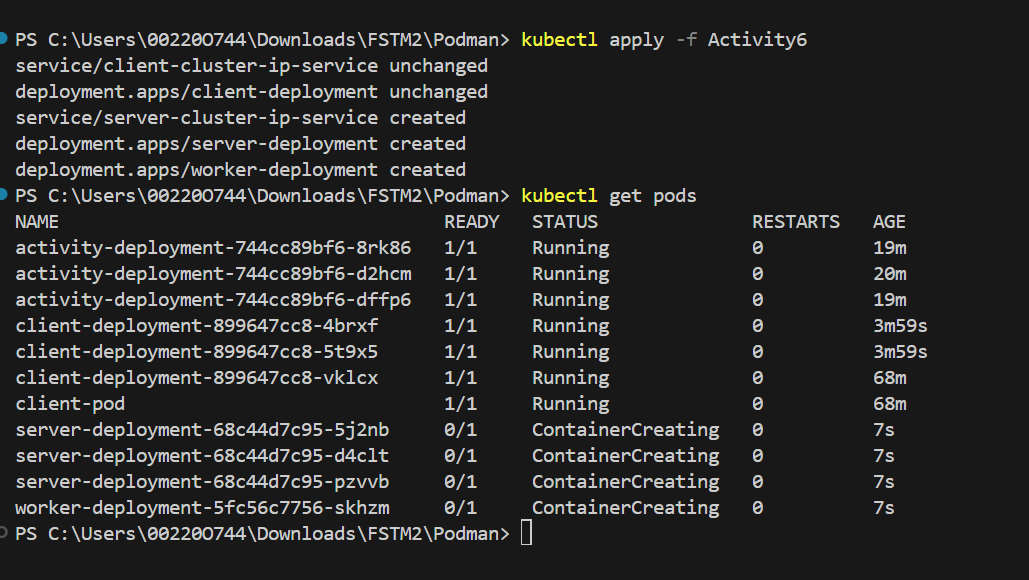 PS C:\Users\00220O744\Downloads\FSTM2\Podman> kubectl apply -f Activity6
service/client-cluster-ip-service unchanged
deployment.apps/client-deployment unchanged
service/server-cluster-ip-service created
deployment.apps/server-deployment created
deployment.apps/worker-deployment created
PS C:\Users\00220O744\Downloads\FSTM2\Podman> kubectl get pods
NAME READY STATUS RESTARTS AGE
activity-deployment-744cc89bf6-8rk86 1/1 Running 0 19m
activity-deployment-744cc89bf6-d2hcm 1/1 Running 0 20m
activity-deployment-744cc89bf6-dffp6 1/1 Running 0 19m
client-deployment-899647cc8-4brxf 1/1 Running 0 3m59s
client-deployment-899647cc8-5t9x5 1/1 Running 0 3m59s
client-deployment-899647cc8-vklcx 1/1 Running 0 68m
client-pod 1/1 Running 0 68m
server-deployment-68c44d7c95-5j2nb 0/1 ContainerCreating 0 7s
server-deployment-68c44d7c95-d4clt 0/1 ContainerCreating 0 7s
server-deployment-68c44d7c95-pzvvb 0/1 ContainerCreating 0 7s
worker-deployment-5fc56c7756-skhzm 0/1 ContainerCreating 0 7s
PS C:\Users\00220O744\Downloads\FSTM2\Podman>